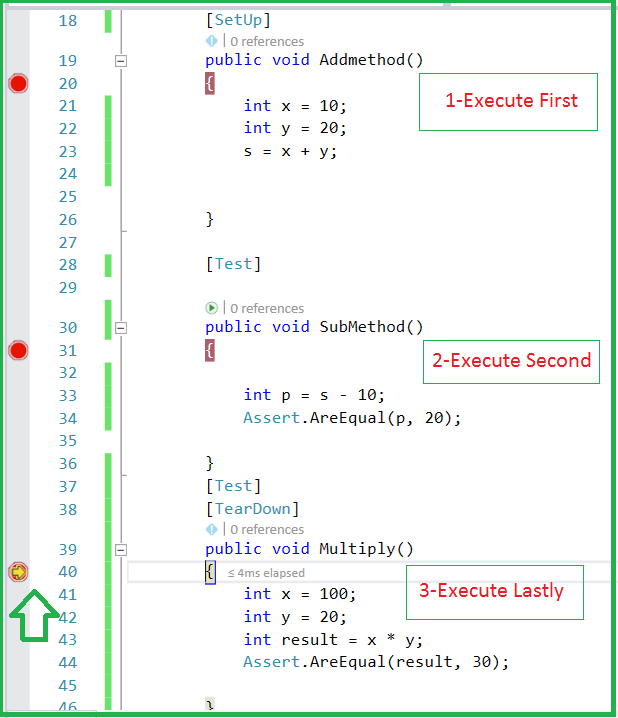 18 [SetUp]
0 references
19 public void Addmethod()
20 {
1-Execute First
21 int x = 10;
22 int y = 20;
23 s = x + y;
24
25
26 }
27
28 [Test]
29
0 references
30 public void SubMethod()
31 {
2-Execute Second
32
33 int p = s - 10;
34 Assert.AreEqual(p, 20);
35
36 }
37 [Test]
38 [TearDown]
0 references
39 public void Multiply()
40 { ≤ 4ms elapsed
3-Execute Lastly
41 int x = 100;
42 int y = 20;
43 int result = x * y;
44 Assert.AreEqual(result, 30);
45
46 }